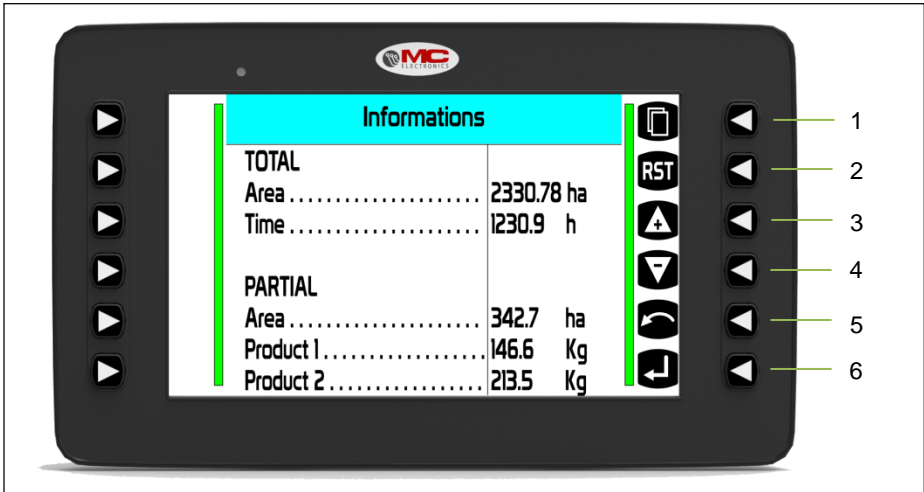 MC
ELECTRONICS
Informations
TOTAL
Area . . . . . . . . . . . . . . . . . . . . . 2330.78 ha
Time . . . . . . . . . . . . . . . . . . . . . 1230.9 h
PARTIAL
Area . . . . . . . . . . . . . . . . . . . . . 342.7 ha
Product 1 . . . . . . . . . . . . . . . . . 146.6 Kg
Product 2 . . . . . . . . . . . . . . . . . 213.5 Kg
RST
1
2
3
4
5
6